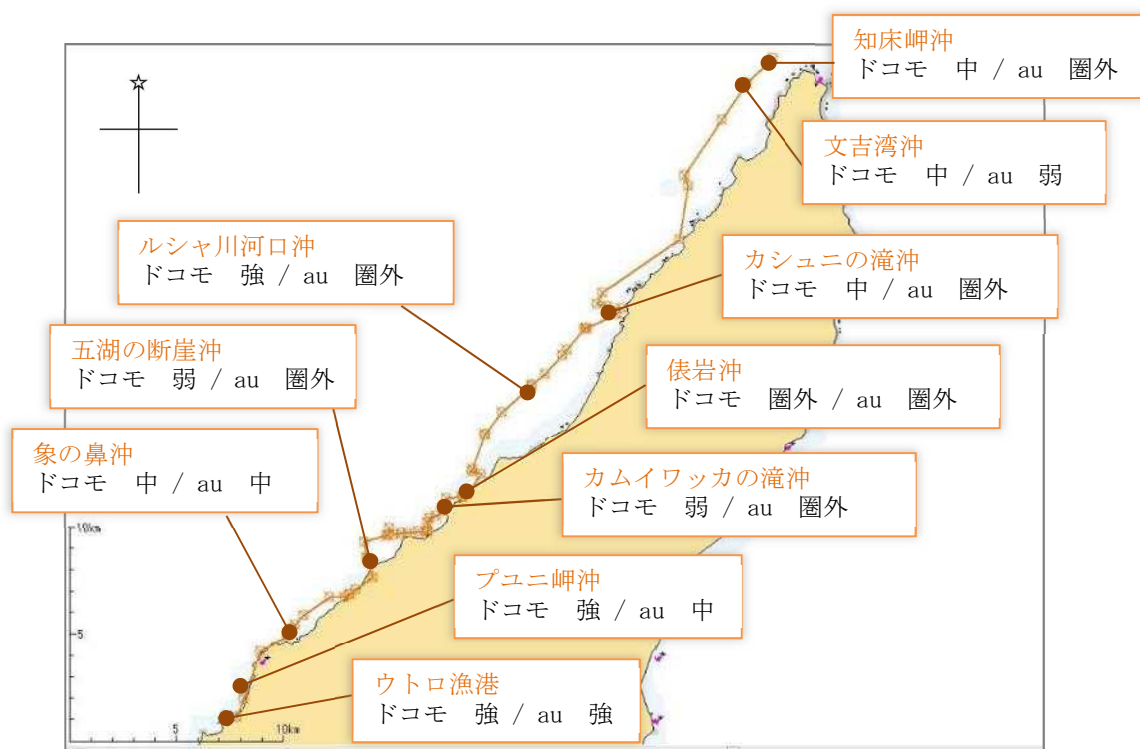 知床岬沖
ドコモ 中 / au 圏外
文吉湾沖
ドコモ 中 / au 弱
ルシャ川河口沖
ドコモ 強 / au 圏外
カシュニの滝沖
ドコモ 中 / au 圏外
五湖の断崖沖
ドコモ 弱 / au 圏外
俵岩沖
ドコモ 圏外 / au 圏外
象の鼻沖
ドコモ 中 / au 中
カムイワッカの滝沖
ドコモ 弱 / au 圏外
10km
プユニ岬沖
ドコモ 強 / au 中
5
ウトロ漁港
ドコモ 強 / au 強
5
10km